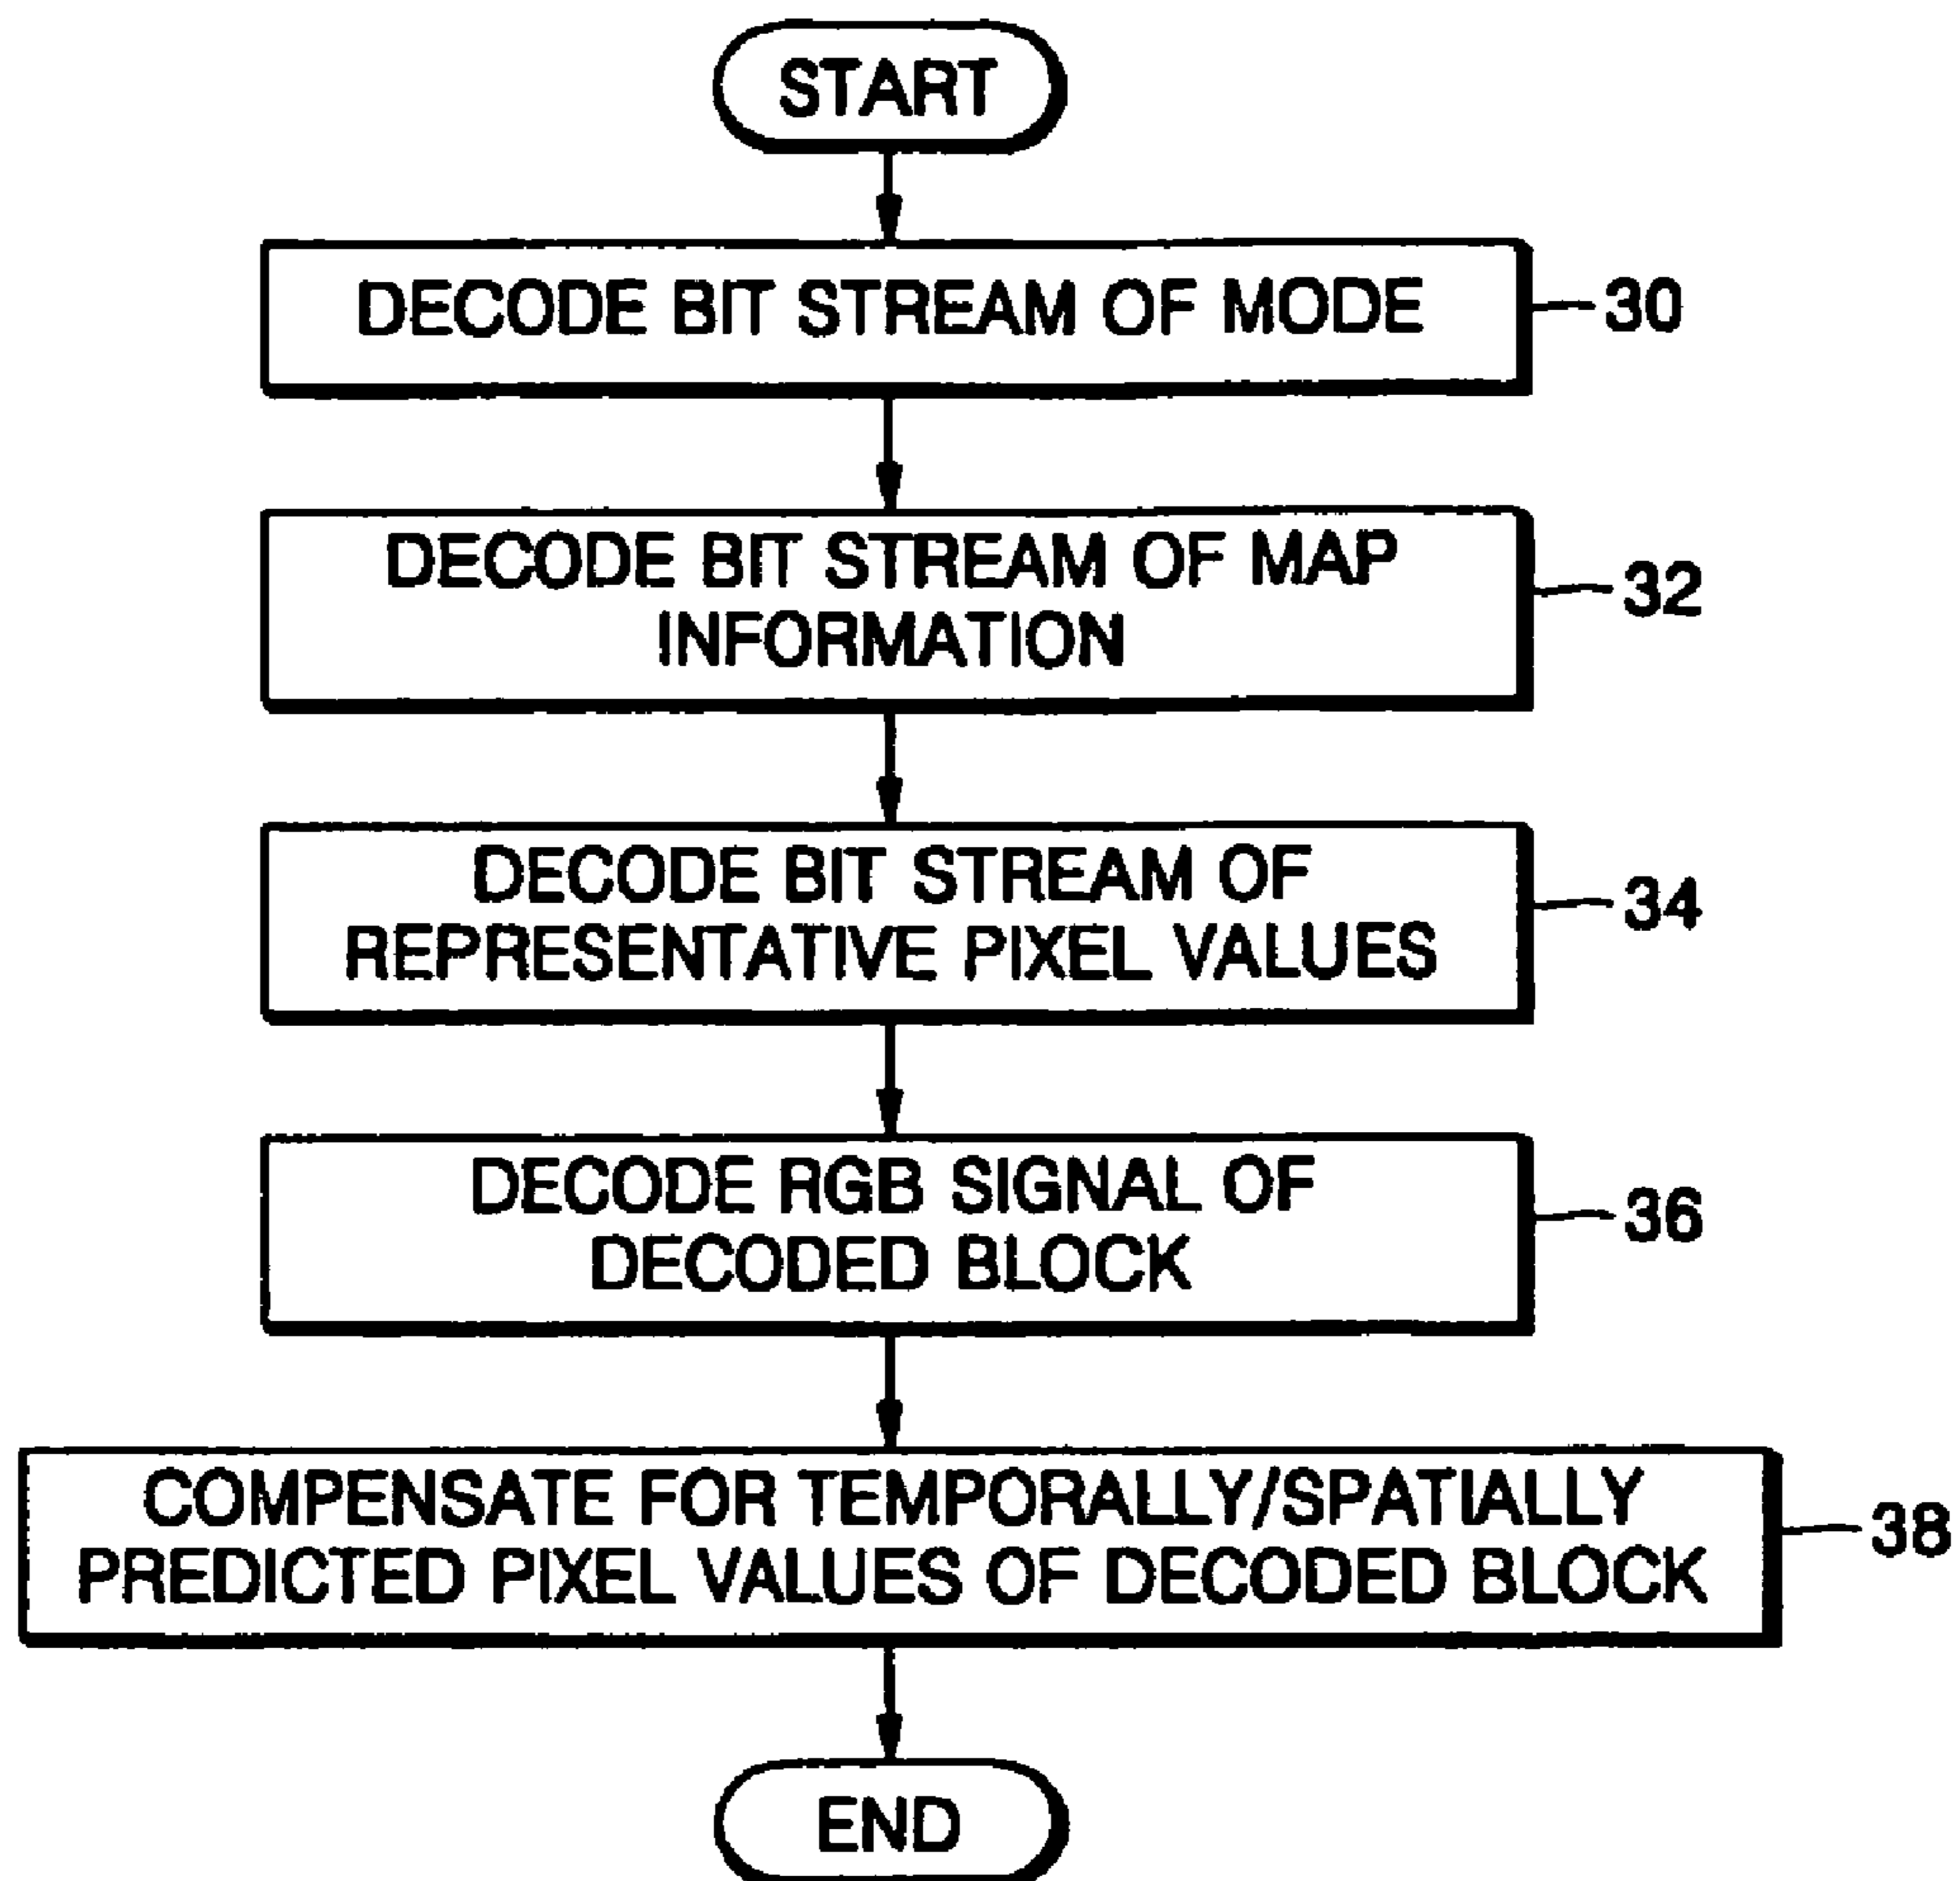 START
DECODE BIT STREAM OF MODE
30
DECODE BIT STREAM OF MAP
INFORMATION
32
DECODE BIT STREAM OF
REPRESENTATIVE PIXEL VALUES
34
DECODE RGB SIGNAL OF
DECODED BLOCK
36
COMPENSATE FOR TEMPORALLY/SPATIALLY
PREDICTED PIXEL VALUES OF DECODED BLOCK
38
END